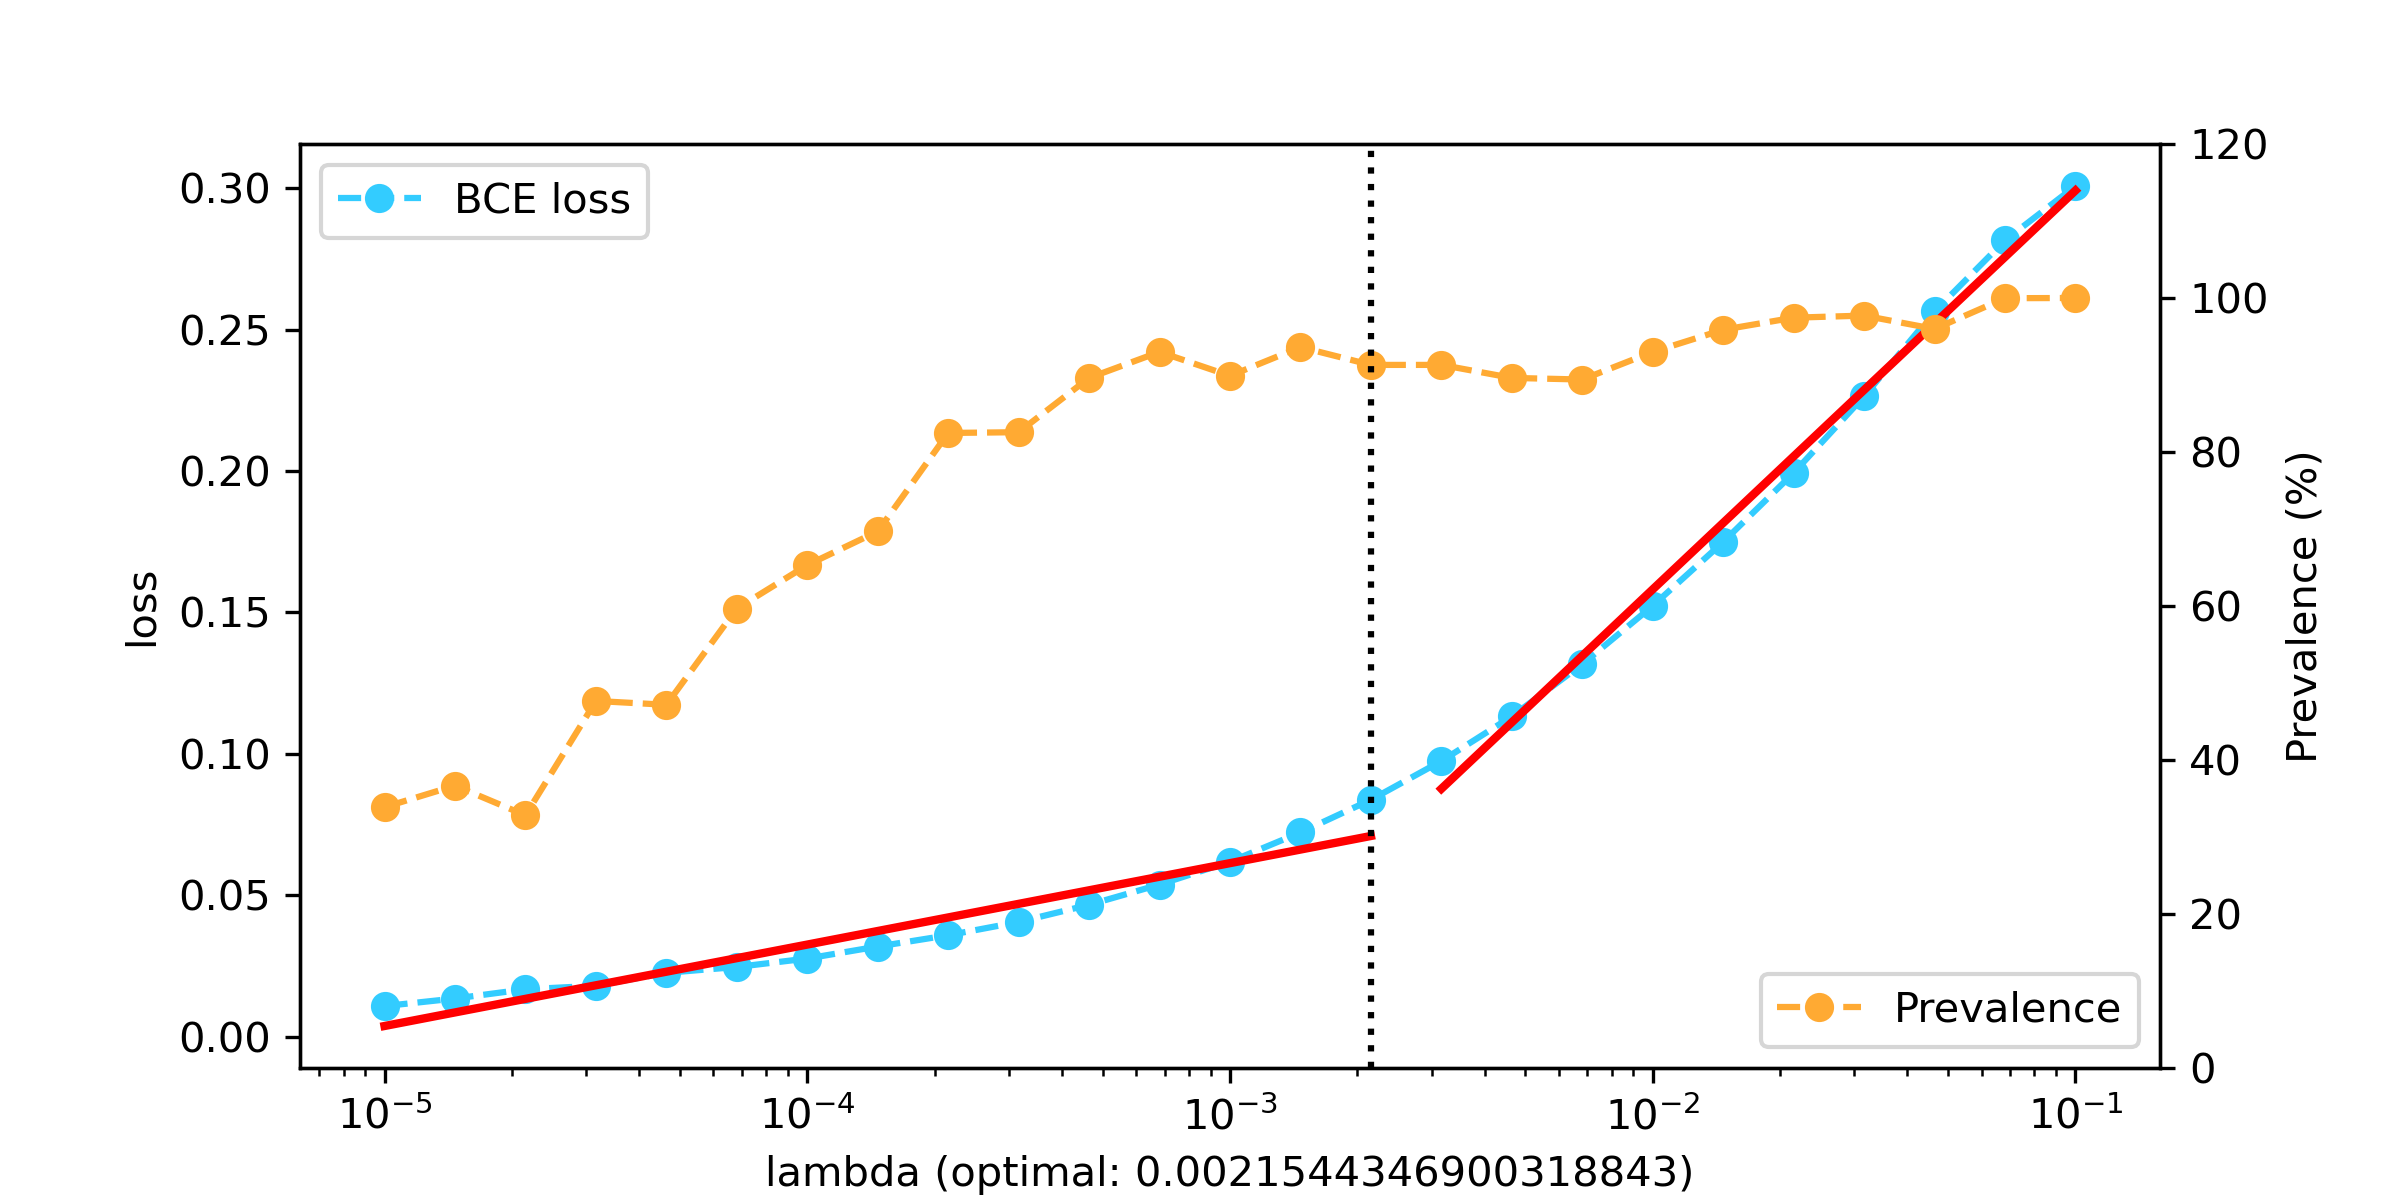 BCE loss
0.30
0.25
0.20
0.15
0.10
0.05
0.00
loss
120
100
80
60
40
20
0
Prevalence (%)
Prevalence
10⁻⁵ 10⁻⁴ 10⁻³ 10⁻² 10⁻¹
lambda (optimal: 0.0021544346900318843)